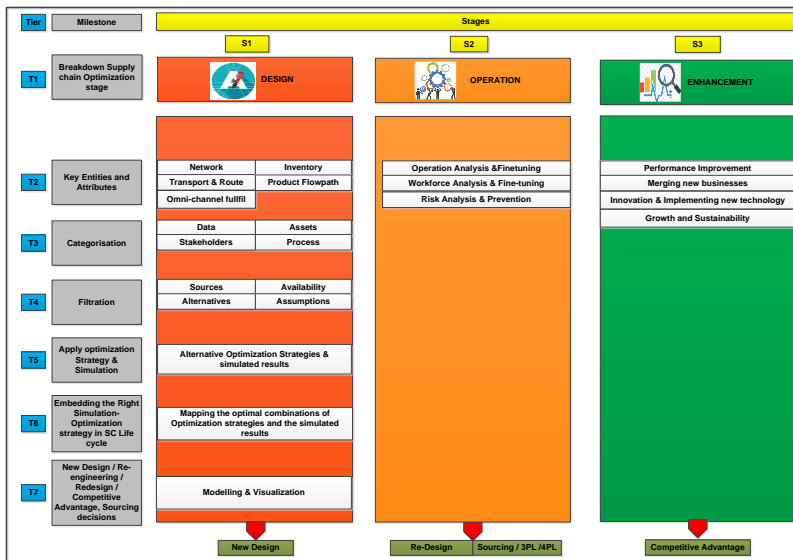 Tier
Milestone
Stages
S1
S2
S3
T1
Breakdown Supply
chain Optimization
stage
DESIGN
OPERATION
ENHANCEMENT
T2
Key Entities and
Attributes
Network
Inventory
Transport & Route
Product Flowpath
Omni-channel fullfil
Operation Analysis &Finetuning
Workforce Analysis & Fine-tuning
Risk Analysis & Prevention
Performance Improvement
Merging new businesses
Innovation & Implementing new technology
Growth and Sustainability
T3
Categorisation
Data
Assets
Stakeholders
Process
T4
Filtration
Sources
Availability
Alternatives
Assumptions
T5
Apply optimization
Strategy &
Simulation
Alternative Optimization Strategies &
simulated results
T6
Embedding the Right
Simulation-
Optimization
strategy in SC Life
cycle
Mapping the optimal combinations of
Optimization strategies and the simulated
results
T7
New Design / Re-
engineering /
Redesign /
Competitive
Advantage, Sourcing
decisions
Modelling & Visualization
New Design
Re-Design
Sourcing / 3PL /4PL
Competitive Advantage